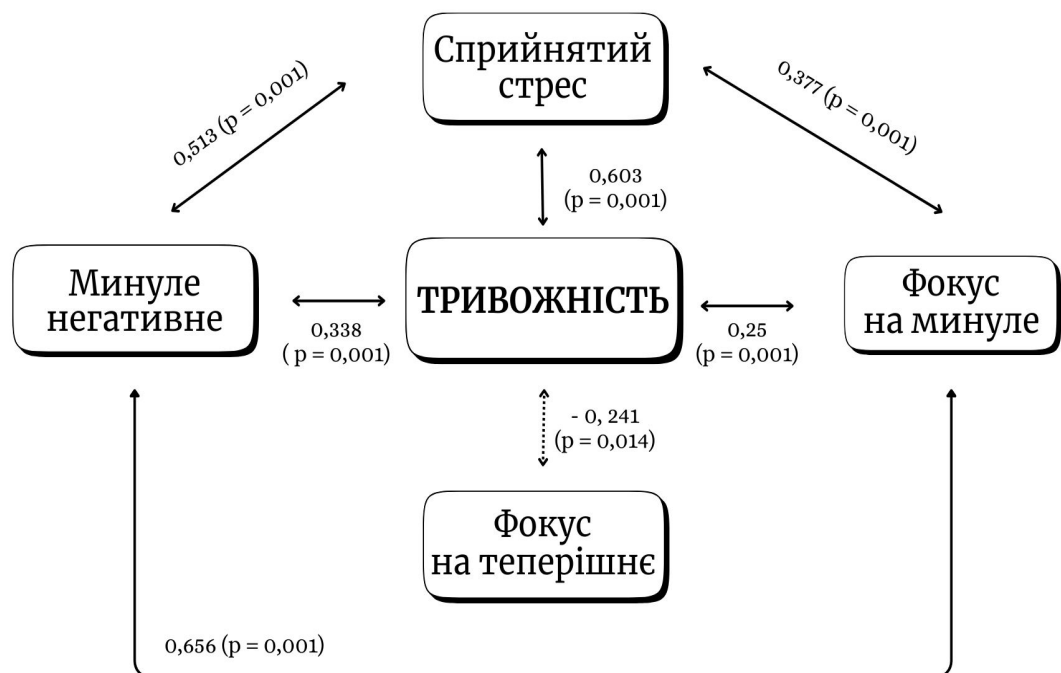 Сприйнятий
стрес
0,513 (p = 0,001)
0,377 (p = 0,001)
0,603
(p = 0,001)
Минуле
негативне
ТРИВОЖНІСТЬ
Фокус
на минуле
0,338
( p = 0,001)
0,25
(p = 0,001)
- 0, 241
(p = 0,014)
Фокус
на теперішнє
0,656 (p = 0,001)